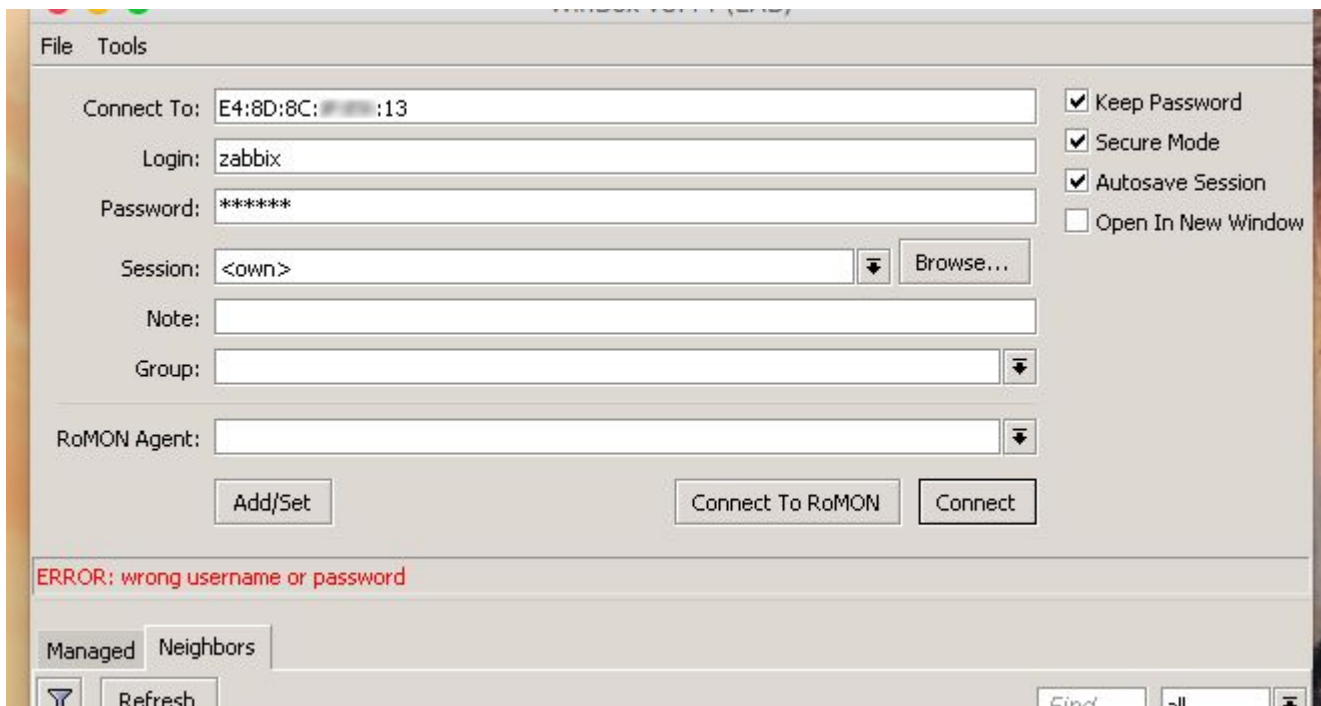 File Tools
Connect To: E4:8D:8C: :13
Keep Password
Login: zabbix
Secure Mode
Password: ******
Autosave Session
Open In New Window
Session: <own> Browse...
Note:
Group:
RoMON Agent:
Add/Set Connect To RoMON Connect
ERROR: wrong username or password
Managed Neighbors
Refresh Find all